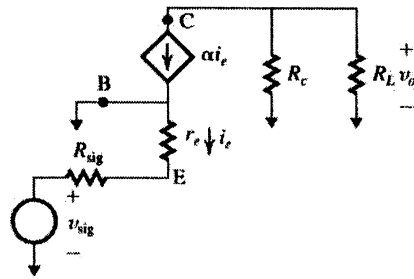 C
αi_e
R_c
R_L
+
v_o
−
B
r_e
i_e
R_sig
E
+
v_sig
−